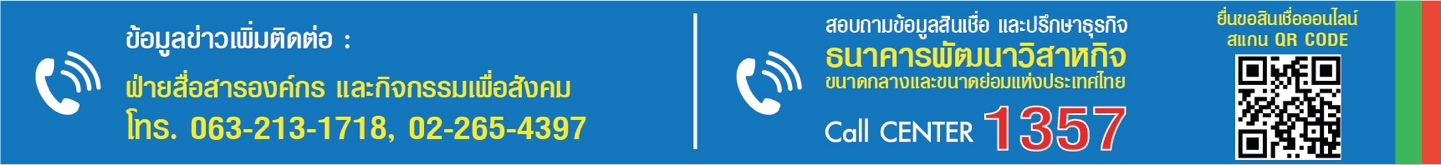 ข้อมูลข่าวเพิ่มติดต่อ :
ฝ่ายสื่อสารองค์กร และกิจกรรมเพื่อสังคม
โทร. 063-213-1718, 02-265-4397
สอบถามข้อมูลสินเชื่อ และปรึกษาธุรกิจ
ธนาคารพัฒนาวิสาหกิจ
ขนาดกลางและขนาดย่อมแห่งประเทศไทย
Call CENTER 1357
ยื่นขอสินเชื่อออนไลน์
สแกน QR CODE